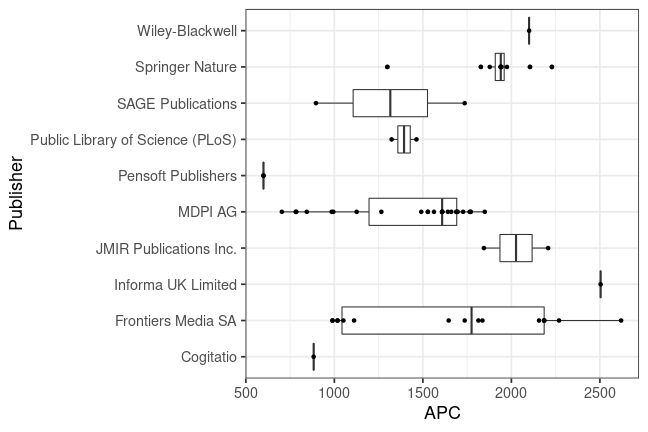 Publisher
Wiley-Blackwell
Springer Nature
SAGE Publications
Public Library of Science (PLoS)
Pensoft Publishers
MDPI AG
JMIR Publications Inc.
Informa UK Limited
Frontiers Media SA
Cogitatio
500 1000 1500 2000 2500
APC